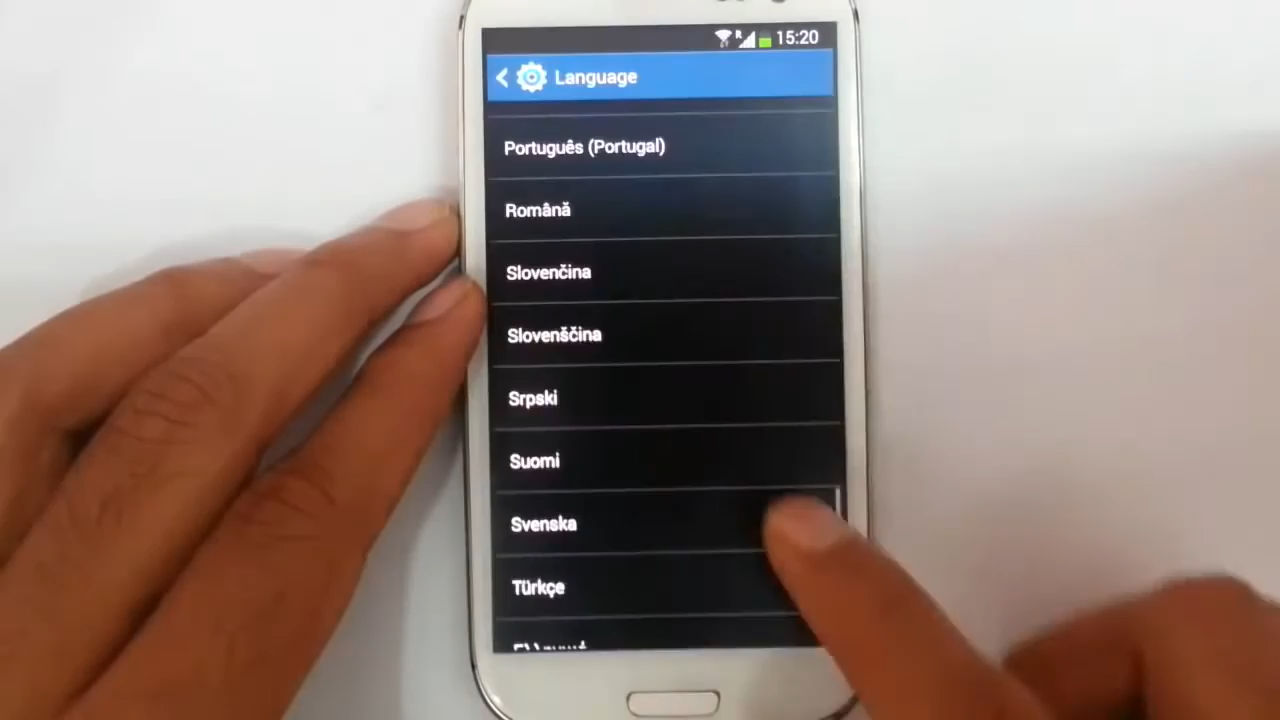 R 15:20
Language
Português (Portugal)
Română
Slovenčina
Slovenščina
Srpski
Suomi
Svenska
Türkçe